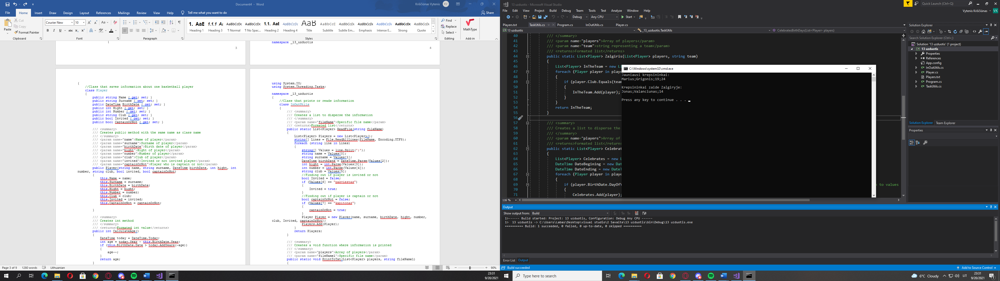 Document4 - Word
Kriščiūnas Vytenis
KV
File
Home
Insert
Draw
Design
Layout
References
Mailings
Review
View
Help
Tell me what you want to do
Share
Paste
Cut
Copy
Format Painter
Clipboard
Courier New
10
Font
Paragraph
1. AaE
Heading 1
1.1.1 Aa
Heading 3
AaBbCcDc
¶ Normal
AaBbCcDc
¶ No Spac...
1.1. Aal
Heading 2
AaBbCcDc
Heading 4
AaB
Title
AaBbCcD
Subtitle
AaBbCcDc
Subtle Em...
AaBbCcDc
Emphasis
AaBbCcDc
Intense E...
AaBbCcDc
Strong
AaBbCcDc
Quote
Styles
Find
Replace
Select
Editing
MathType
Add-in
{
3
namespace _13_uzduotis
4
{
//Class that saves information about one basketball player
class Player
{
public string Name { get; set; }
public string Surname { get; set; }
public DateTime BirthDate { get; set; }
public int Hight { get; set; }
public int Number { get; set; }
public string Club { get; set; }
public bool Invited { get; set; }
public bool CaptainOrNot { get; set; }
/// <summary>
/// Creates public method with the same name as class name
/// </summary>
/// <param name="name">Name of player</param>
/// <param name="surname">Surname of player</param>
/// <param name="birthDate">Birth date of player</param>
/// <param name="hight">Hight of player</param>
/// <param name="number">Number of player</param>
/// <param name="club">Club of player</param>
/// <param name="invited">Invited or not invited player</param>
/// <param name="captainOrNot">Player who is captain or not</param>
public Player(string name, string surname, DateTime birthDate, int hight, int
number, string club, bool invited, bool captainOrNot)
{
this.Name = name;
this.Surname = surname;
this.BirthDate = birthDate;
this.Hight = hight;
this.Number = number;
this.Club = club;
this.Invited = invited;
this.CaptainOrNot = captainOrNot;
}
/// <summary>
/// Creates int method
/// </summary>
/// <returns>Formated int value</returns>
public int CalculateAge()
{
DateTime today = DateTime.Today;
int age = today.Year - this.BirthDate.Year;
if (this.BirthDate.Date > today.AddYears(-age))
{
age--;
}
return age;
}
using System.IO;
using System.Threading.Tasks;
namespace _13_uzduotis
{
//Class that prints or reads information
class InOutUtils
{
/// <summary>
/// Creates a list to disperse the information
/// </summary>
/// <param name="fileName">Specific file name</param>
/// <returns>Formated list</returns>
public static List<Player> ReadFile(string fileName)
{
List<Player> Players = new List<Player>();
string[] Lines = File.ReadAllLines(fileName, Encoding.UTF8);
foreach (string line in Lines)
{
string[] Values = line.Split(';');
string name = Values[0];
string surname = Values[1];
DateTime birthDate = DateTime.Parse(Values[2]);
int hight = int.Parse(Values[3]);
int number = int.Parse(Values[4]);
string club = Values[5];
//Finding out if player is invited or not
bool Invited = false;
if (Values[6] == "pakviestas")
{
Invited = true;
}
//Finding out if player is captain or not
bool captainOrNot = false;
if (Values[7] == "kapitonas")
{
captainOrNot = true;
}
Player Player = new Player(name, surname, birthDate, hight, number,
club, Invited, captainOrNot);
Players.Add(Player);
}
return Players;
}
/// <summary>
/// Creates a void function where information is printed
/// </summary>
/// <param name="players">Array of players</param>
/// <param name="fileName1">Specific file name</param>
public static void PrintToTxt(List<Player> players, string fileName1)
{
Page 3 of 9
1280 words
Lithuanian
90%
23:31
9/20/2021
13 uzduotis - Microsoft Visual Studio
Quick Launch (Ctrl+Q)
File
Edit
View
Project
Build
Debug
Team
Tools
Test
Analyze
Window
Help
Vytenis Kriščiūnas
VK
Debug
Any CPU
Start
Players.txt
TaskUtils.cs
Program.cs
InOutUtils.cs
Player.cs
13 uzduotis
_13_uzduotis.TaskUtils
CelebratesBirthDays(List<Player> players)
40 /// </summary>
41 /// <param name="players">Array of players</param>
42 /// <param name="team">string representing a team</param>
43 /// <returns>Formated list</returns>
44 public static List<Player> Zalgiris(List<Player> players, string team)
45 {
46 List<Player> InTheTeam = new Li
47 foreach (Player player in playe
48 {
49 if (player.Club.Equals(team
50 {
51 InTheTeam.Add(player);
52 }
53 }
54 return InTheTeam;
55 }
56
57 /// <summary>
58 /// Creates a list to disperse the
59 /// </summary>
60 /// <param name="players">Array of
61 /// <returns>Formated list</returns
62 public static List<Player> Celebrat
63 {
64 List<Player> Celebrates = new L
65 DateTime DateBegining = new Dat
66 DateTime DateEnding = new DateT
67 foreach (Player player in playe
68 {
69 if (player.BirthDate.DayOfY
n to values
70 {
71 Celebrates.Add(player);
116 %
C:\Windows\system32\cmd.exe
Jauniausi krepsininkai:
Marius;Grigonis;19;24
Krepsininkai zaide Zalgiryje:
Jonas;Valanciunas;14
Press any key to continue . . .
Solution Explorer
Search Solution Explorer (Ctrl+;)
Solution '13 uzduotis' (1 project)
13 uzduotis
Properties
References
App.config
InOutUtils.cs
Player.cs
Players.txt
Program.cs
TaskUtils.cs
Solution Explorer
Team Explorer
Properties
Output
Show output from:
Build
1>------ Build started: Project: 13 uzduotis, Configuration: Debug Any CPU ------
1> 13 uzduotis -> C:\Users\Labas\Desktop\visual studio\2 Savaite\13 uzduotis\bin\Debug\13 uzduotis.exe
========== Build: 1 succeeded, 0 failed, 0 up-to-date, 0 skipped ==========
Error List
Output
Build succeeded
Add to Source Control
Type here to search
6°C Cloudy
LIT
23:31
9/20/2021